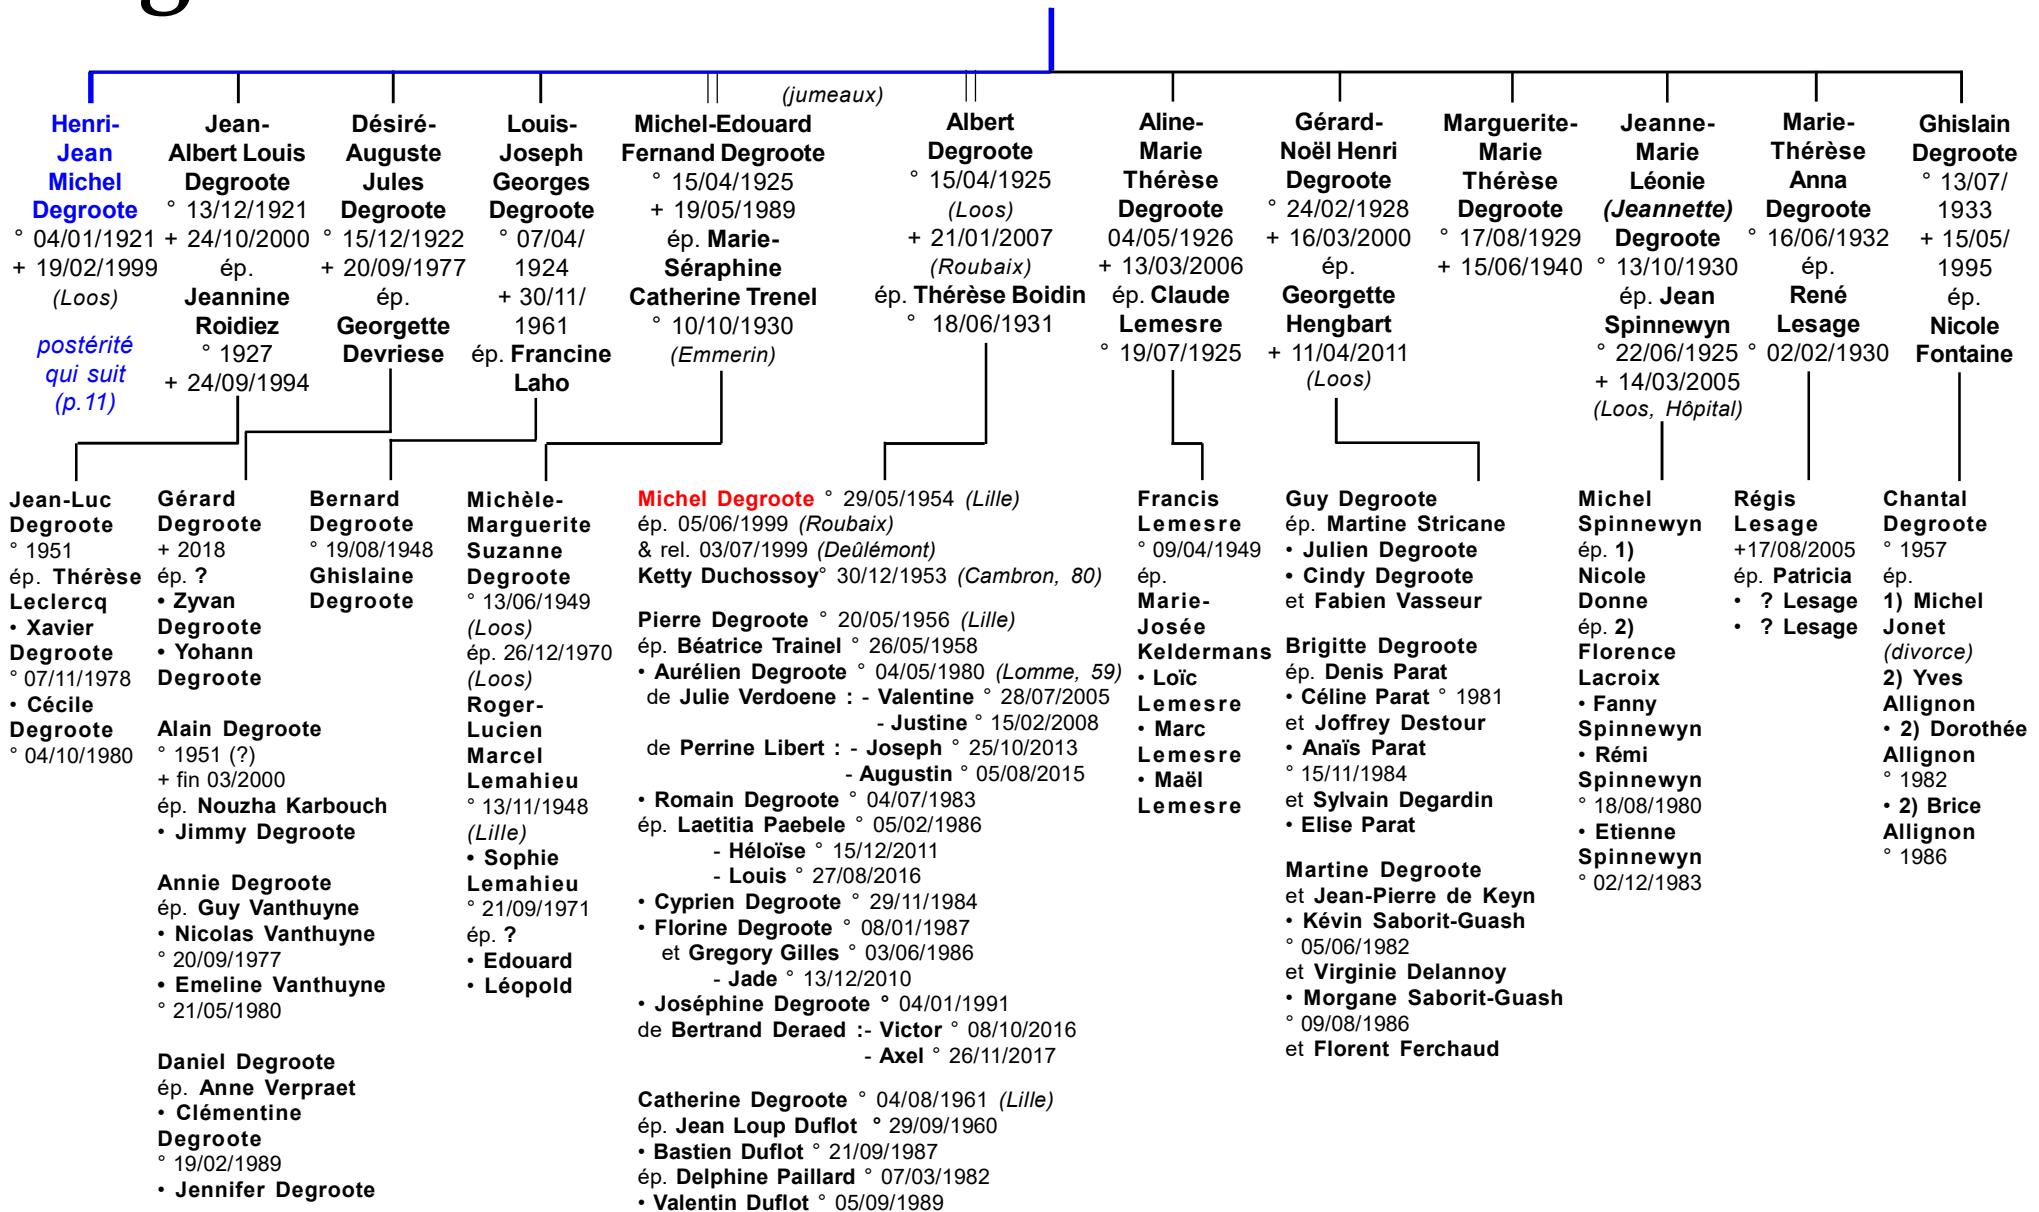 g
(jumeaux)
Henri-
Jean
Michel
Degroote
° 04/01/1921
+ 19/02/1999
(Loos)
postérité
qui suit
(p.11)
Jean-
Albert Louis
Degroote
° 13/12/1921
+ 24/10/2000
ép.
Jeannine
Roidiez
° 1927
+ 24/09/1994
Désiré-
Auguste
Jules
Degroote
° 15/12/1922
+ 20/09/1977
ép.
Georgette
Devriese
Louis-
Joseph
Georges
Degroote
° 07/04/
1924
+ 30/11/
1961
ép. Francine
Laho
Michel-Edouard
Fernand Degroote
° 15/04/1925
+ 19/05/1989
ép. Marie-
Séraphine
Catherine Trenel
° 10/10/1930
(Emmerin)
Albert
Degroote
° 15/04/1925
(Loos)
+ 21/01/2007
(Roubaix)
ép. Thérèse Boidin
° 18/06/1931
Aline-
Marie
Thérèse
Degroote
04/05/1926
+ 13/03/2006
ép. Claude
Lemesre
° 19/07/1925
Gérard-
Noël Henri
Degroote
° 24/02/1928
+ 16/03/2000
ép.
Georgette
Hengbart
+ 11/04/2011
(Loos)
Marguerite-
Marie
Thérèse
Degroote
° 17/08/1929
+ 15/06/1940
Jeanne-
Marie
Léonie
(Jeannette)
Degroote
° 13/10/1930
ép. Jean
Spinnewyn
° 22/06/1925
+ 14/03/2005
(Loos, Hôpital)
Marie-
Thérèse
Anna
Degroote
° 16/06/1932
ép.
René
Lesage
° 02/02/1930
Ghislain
Degroote
° 13/07/
1933
+ 15/05/
1995
ép.
Nicole
Fontaine
Jean-Luc
Degroote
° 1951
ép. Thérèse
Leclercq
• Xavier
Degroote
° 07/11/1978
• Cécile
Degroote
° 04/10/1980
Gérard
Degroote
+ 2018
ép. ?
• Zyvan
Degroote
• Yohann
Degroote
Alain Degroote
° 1951 (?)
+ fin 03/2000
ép. Nouzha Karbouch
• Jimmy Degroote
Annie Degroote
ép. Guy Vanthuyne
• Nicolas Vanthuyne
° 20/09/1977
• Emeline Vanthuyne
° 21/05/1980
Daniel Degroote
ép. Anne Verpraet
• Clémentine
Degroote
° 19/02/1989
• Jennifer Degroote
Bernard
Degroote
° 19/08/1948
Ghislaine
Degroote
Michèle-
Marguerite
Suzanne
Degroote
° 13/06/1949
(Loos)
ép. 26/12/1970
(Loos)
Roger-
Lucien
Marcel
Lemahieu
° 13/11/1948
(Lille)
• Sophie
Lemahieu
° 21/09/1971
ép. ?
• Edouard
• Léopold
Michel Degroote ° 29/05/1954 (Lille)
ép. 05/06/1999 (Roubaix)
& rel. 03/07/1999 (Deûlémont)
Ketty Duchossoy° 30/12/1953 (Cambron, 80)
Pierre Degroote ° 20/05/1956 (Lille)
ép. Béatrice Trainel ° 26/05/1958
• Aurélien Degroote ° 04/05/1980 (Lomme, 59)
de Julie Verdoene : - Valentine ° 28/07/2005
- Justine ° 15/02/2008
de Perrine Libert : - Joseph ° 25/10/2013
- Augustin ° 05/08/2015
• Romain Degroote ° 04/07/1983
ép. Laetitia Paebele ° 05/02/1986
- Héloïse ° 15/12/2011
- Louis ° 27/08/2016
• Cyprien Degroote ° 29/11/1984
• Florine Degroote ° 08/01/1987
et Gregory Gilles ° 03/06/1986
- Jade ° 13/12/2010
• Joséphine Degroote ° 04/01/1991
de Bertrand Deraed :- Victor ° 08/10/2016
- Axel ° 26/11/2017
Catherine Degroote ° 04/08/1961 (Lille)
ép. Jean Loup Duflot ° 29/09/1960
• Bastien Duflot ° 21/09/1987
ép. Delphine Paillard ° 07/03/1982
• Valentin Duflot ° 05/09/1989
Francis
Lemesre
° 09/04/1949
ép.
Marie-
Josée
Keldermans
• Loïc
Lemesre
• Marc
Lemesre
• Maël
Lemesre
Guy Degroote
ép. Martine Stricane
• Julien Degroote
• Cindy Degroote
et Fabien Vasseur
Brigitte Degroote
ép. Denis Parat
• Céline Parat ° 1981
et Joffrey Destour
• Anaïs Parat
° 15/11/1984
et Sylvain Degardin
• Elise Parat
Martine Degroote
et Jean-Pierre de Keyn
• Kévin Saborit-Guash
° 05/06/1982
et Virginie Delannoy
• Morgane Saborit-Guash
° 09/08/1986
et Florent Ferchaud
Michel
Spinnewyn
ép. 1)
Nicole
Donne
ép. 2)
Florence
Lacroix
• Fanny
Spinnewyn
• Rémi
Spinnewyn
° 18/08/1980
• Etienne
Spinnewyn
° 02/12/1983
Régis
Lesage
+17/08/2005
ép. Patricia
• ? Lesage
• ? Lesage
Chantal
Degroote
° 1957
ép.
1) Michel
Jonet
(divorce)
2) Yves
Allignon
• 2) Dorothée
Allignon
° 1982
• 2) Brice
Allignon
° 1986